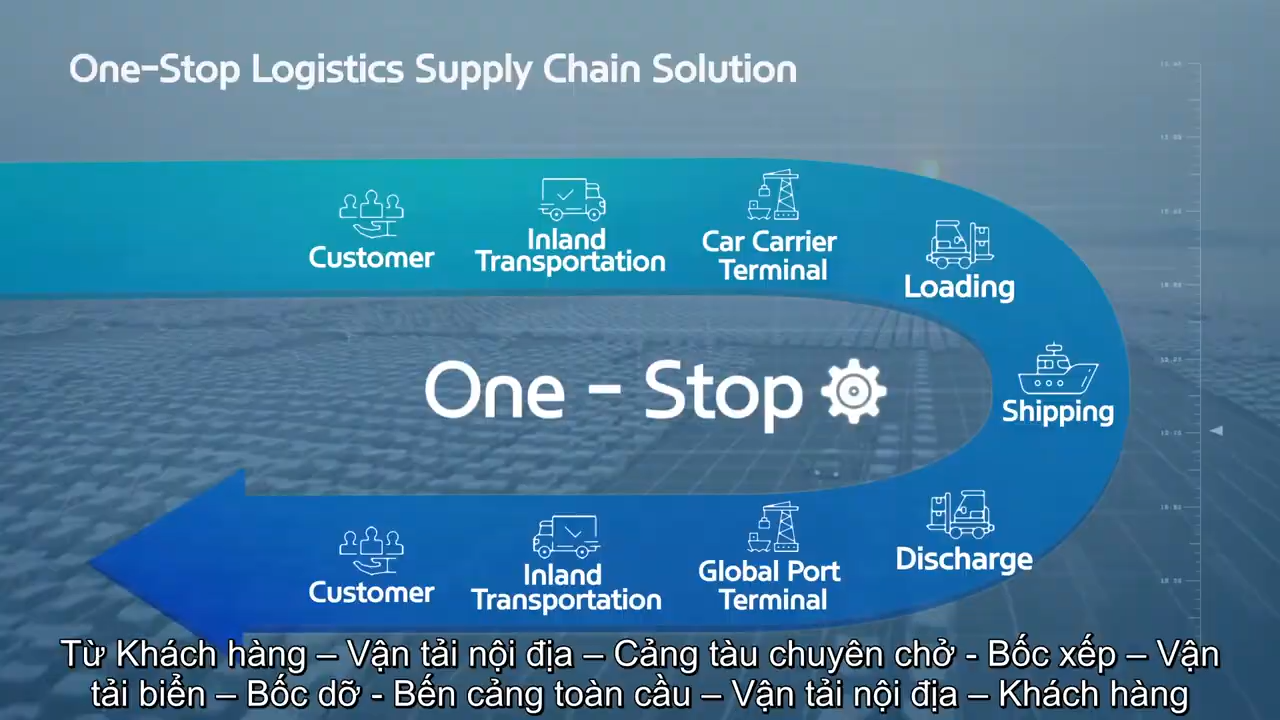 One-Stop Logistics Supply Chain Solution
Customer
Inland
Transportation
Car Carrier
Terminal
Loading
One - Stop
Shipping
Discharge
Global Port
Terminal
Inland
Transportation
Customer
Từ Khách hàng – Vận tải nội địa – Cảng tàu chuyên chở - Bốc xếp – Vận
tải biển – Bốc dỡ - Bến cảng toàn cầu – Vận tải nội địa – Khách hàng